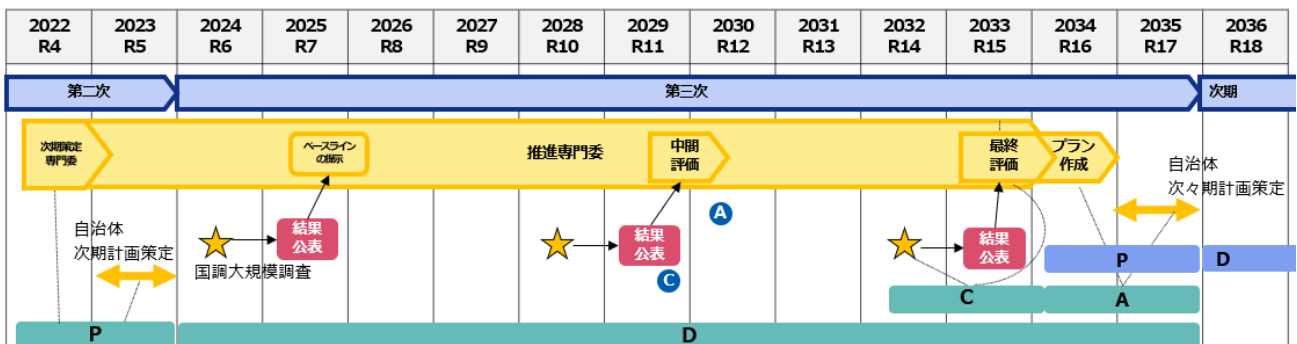 2022 2023 2024 2025 2026 2027 2028 2029 2030 2031 2032 2033 2034 2035 2036
R4 R5 R6 R7 R8 R9 R10 R11 R12 R13 R14 R15 R16 R17 R18
第二次 第三次 次期
次期策定
専門委
ベースライン
の提示
推進専門委
中間
評価
最終
評価
プラン
作成
自治体
次々期計画策定
自治体
次期計画策定
結果
公表
国調大規模調査
結果
公表
A
C
結果
公表
P D
C A
P D